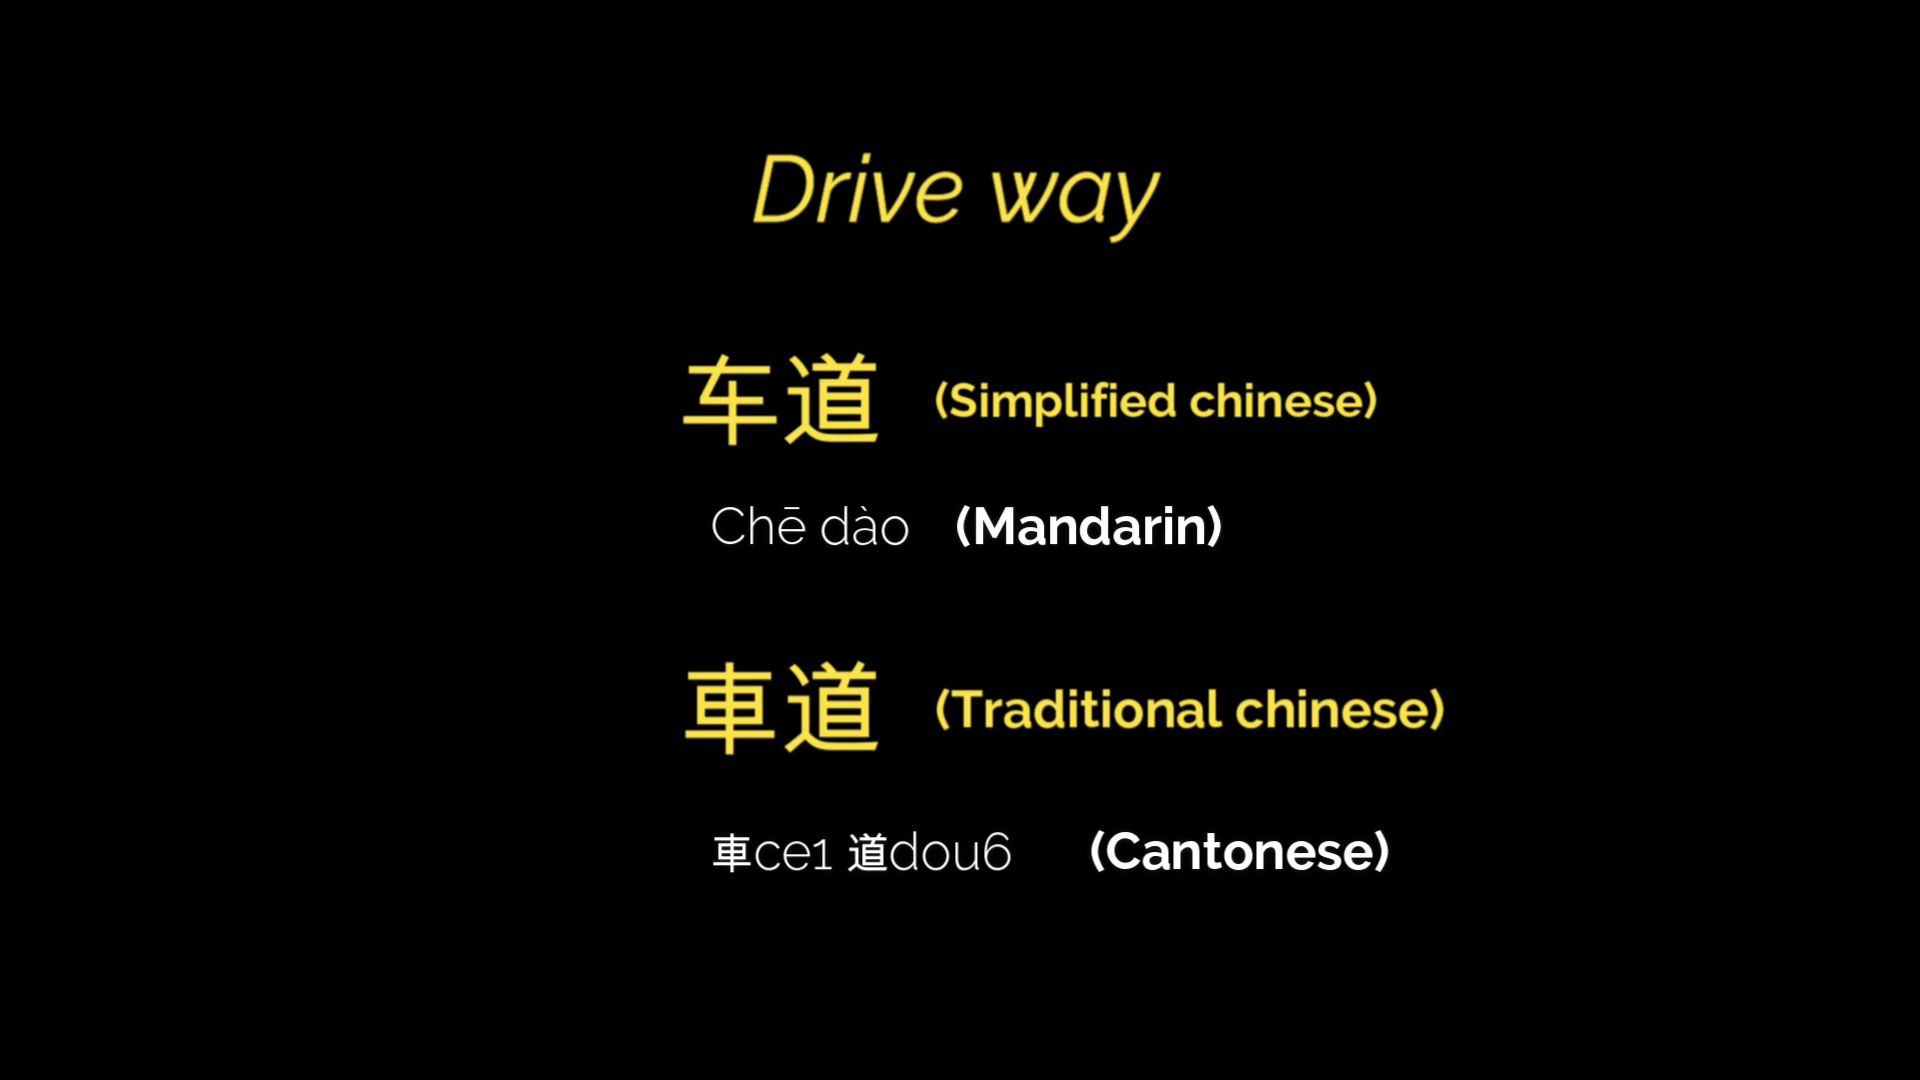 Drive way
车道 (Simplified chinese)
Chē dào (Mandarin)
車道 (Traditional chinese)
車ce1 道dou6 (Cantonese)